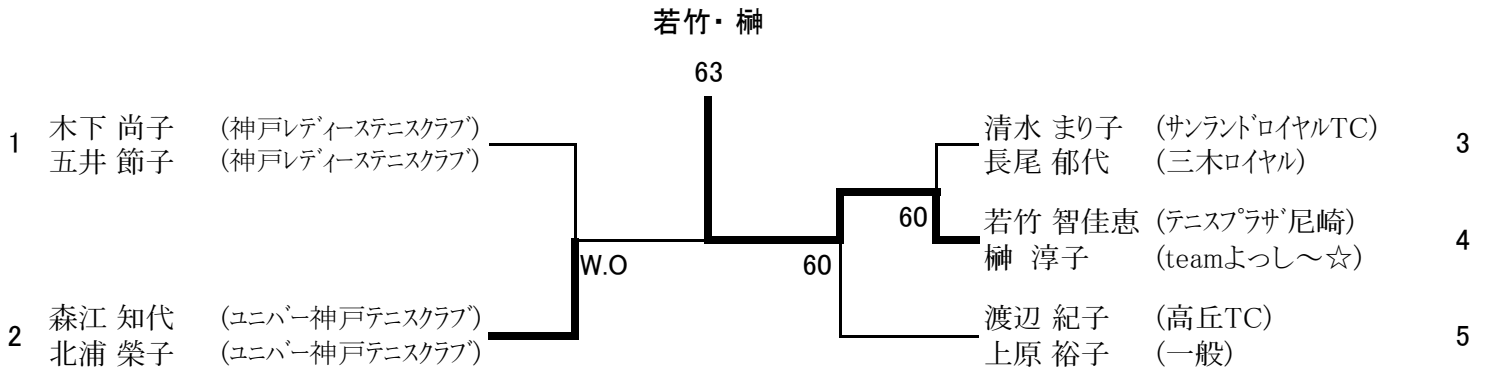 若竹・榊
63
1 木下 尚子 (神戸ﾚﾃﾞｨｰｽﾃﾆｽｸﾗﾌﾞ)
五井 節子 (神戸ﾚﾃﾞｨｰｽﾃﾆｽｸﾗﾌﾞ)
清水 まり子 (ｻﾝﾗﾝﾄﾞﾛｲﾔﾙTC) 3
長尾 郁代 (三木ﾛｲﾔﾙ)
60
若竹 智佳恵 (ﾃﾆｽﾌﾟﾗｻﾞ尼崎) 4
榊 淳子 (teamよっし～☆)
W.O
60
2 森江 知代 (ﾕﾆﾊﾞｰ神戸ﾃﾆｽｸﾗﾌﾞ)
北浦 榮子 (ﾕﾆﾊﾞｰ神戸ﾃﾆｽｸﾗﾌﾞ)
渡辺 紀子 (高丘TC) 5
上原 裕子 (一般)